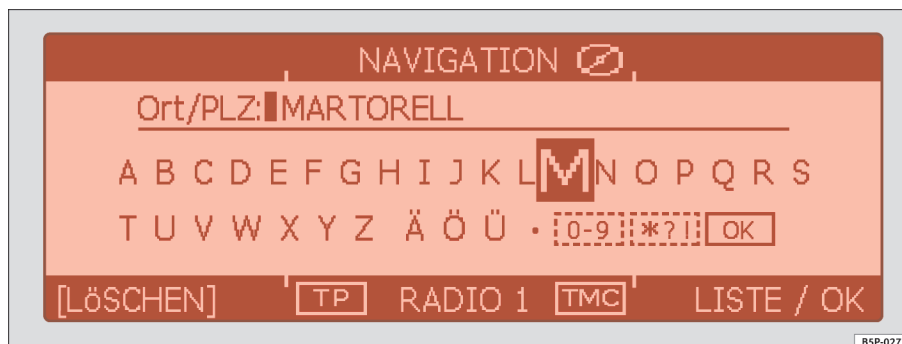 NAVIGATION
Ort/PLZ: MARTORELL
A B C D E F G H I J K L M N O P Q R S
T U V W X Y Z Ä Ö Ü · 0-9 *?! OK
[LöSCHEN] TP RADIO 1 TMC LISTE / OK
B5P-027